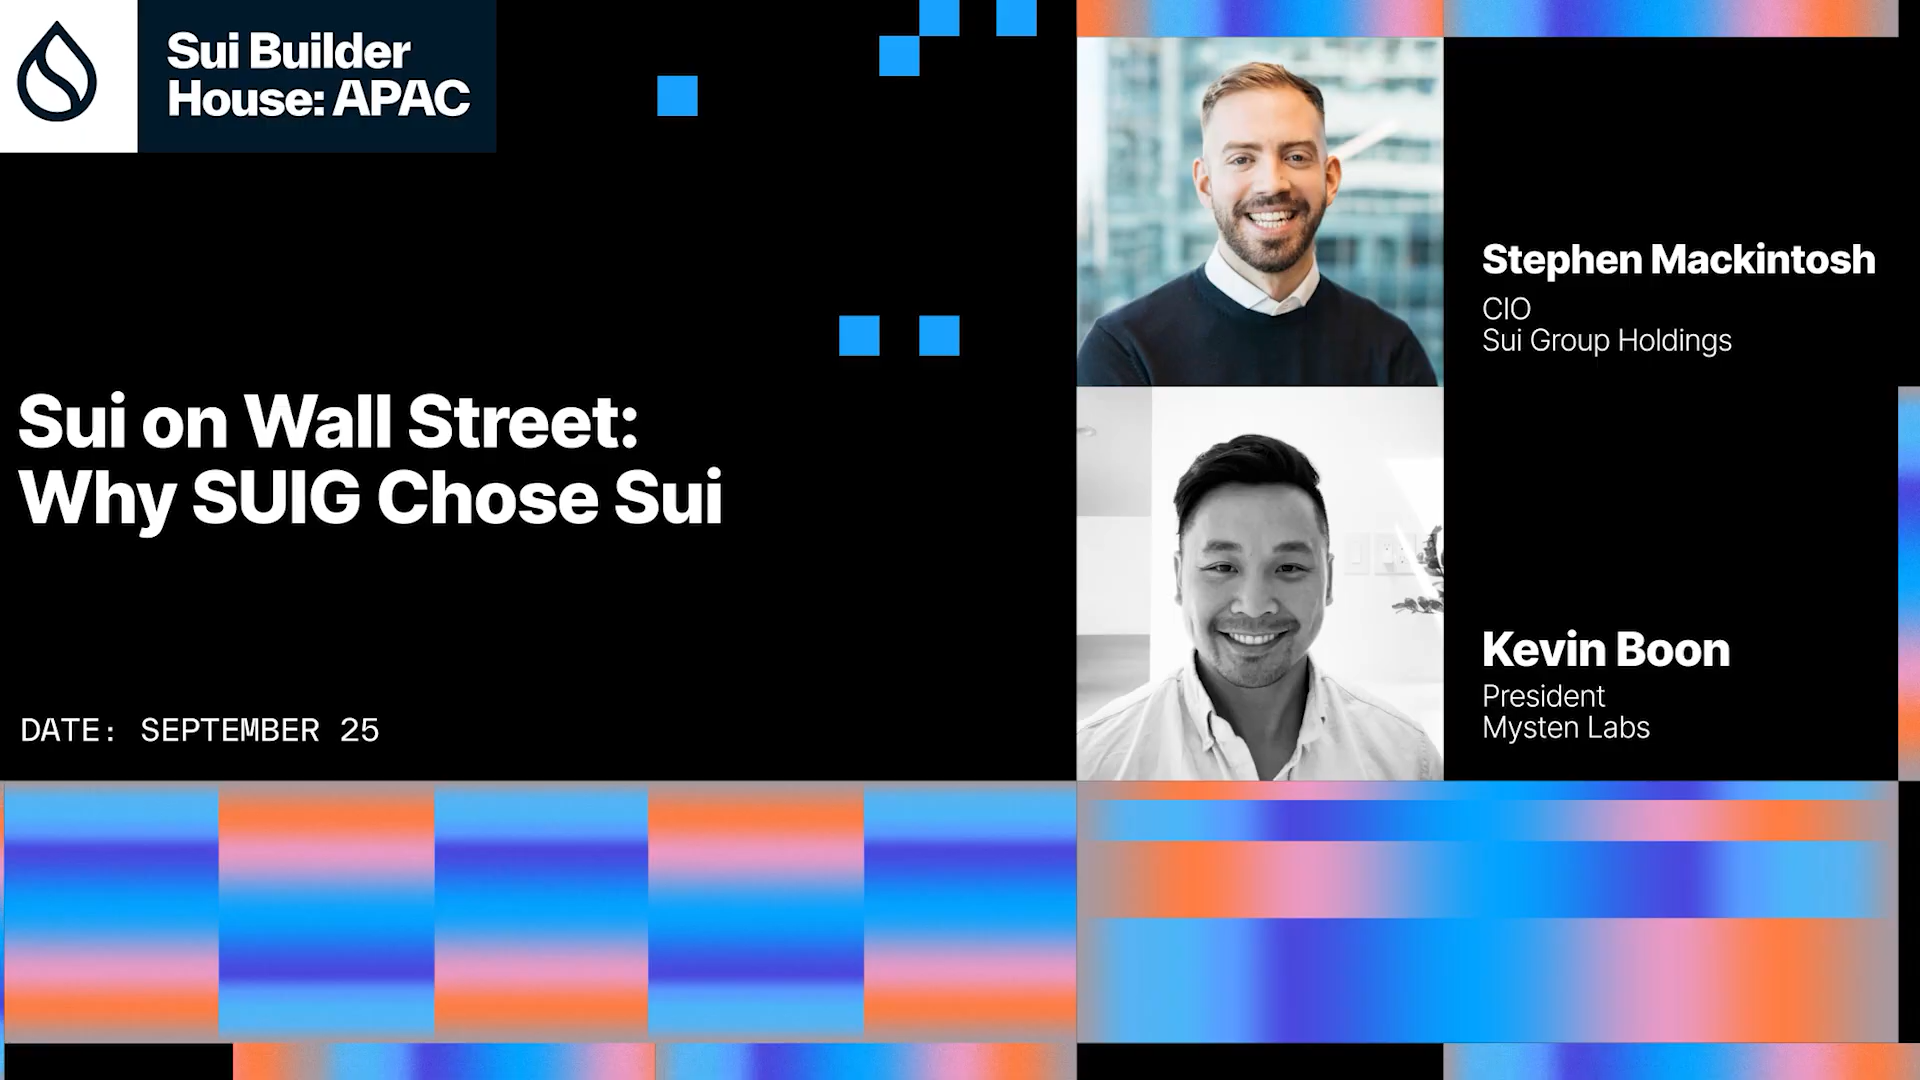 Sui Builder
House: APAC
Sui on Wall Street:
Why SUIG Chose Sui
DATE: SEPTEMBER 25
Stephen Mackintosh
CIO
Sui Group Holdings
Kevin Boon
President
Mysten Labs